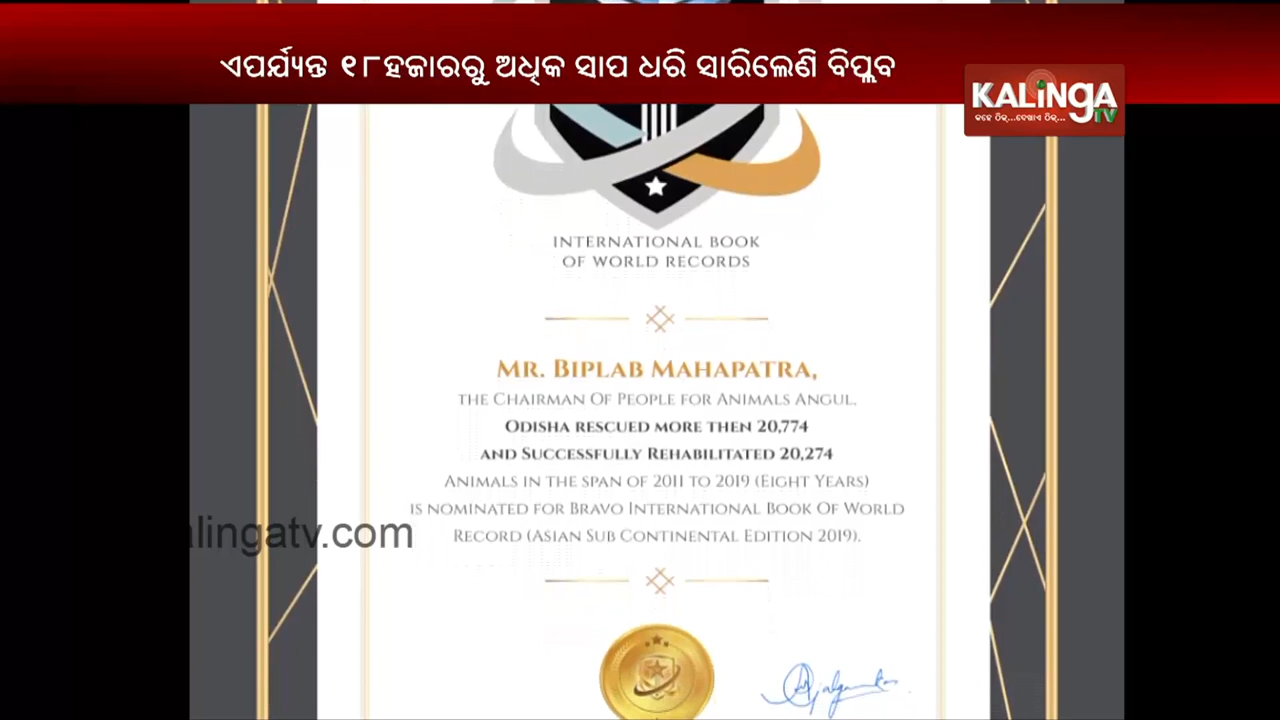 ଏପର୍ଯ୍ୟନ୍ତ ୧୮ହଜାରରୁ ଅଧିକ ସାପ ଧରି ସାରିଲେଣି ବିପ୍ଲବ
KALINGA TV
କହେ ଠିକ୍...ଦେଖାଏ ଠିକ୍...
INTERNATIONAL BOOK
OF WORLD RECORDS
MR. BIPLAB MAHAPATRA,
THE CHAIRMAN OF PEOPLE FOR ANIMALS ANGUL,
ODISHA RESCUED MORE THEN 20,774
AND SUCCESSFULLY REHABILITATED 20,274
ANIMALS IN THE SPAN OF 2011 TO 2019 (EIGHT YEARS)
IS NOMINATED FOR BRAVO INTERNATIONAL BOOK OF WORLD
RECORD (ASIAN SUB CONTINENTAL EDITION 2019).
alingatv.com